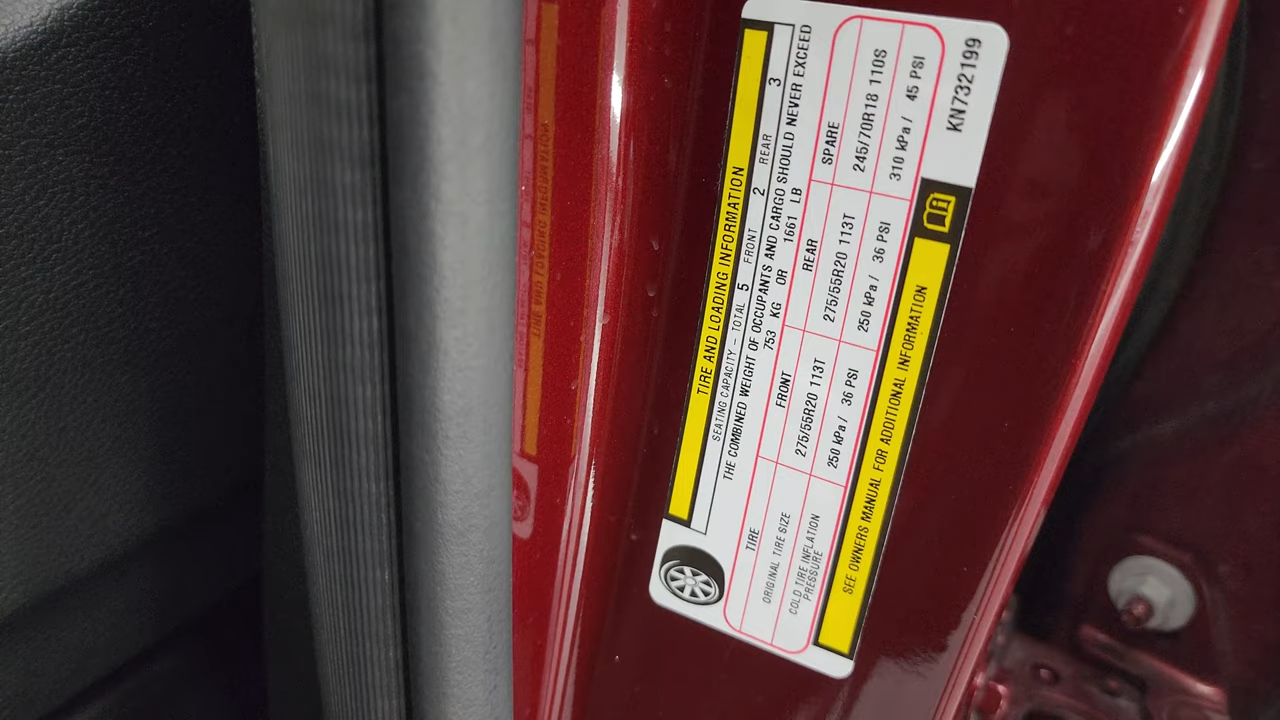 TIRE AND LOADING INFORMATION
SEATING CAPACITY – TOTAL 5 FRONT 2 REAR 3
THE COMBINED WEIGHT OF OCCUPANTS AND CARGO SHOULD NEVER EXCEED
753 KG OR 1661 LB
TIRE FRONT REAR SPARE
ORIGINAL TIRE SIZE 275/55R20 113T 275/55R20 113T 245/70R18 110S
COLD TIRE INFLATION PRESSURE 250 kPa / 36 PSI 250 kPa / 36 PSI 310 kPa / 45 PSI
SEE OWNERS MANUAL FOR ADDITIONAL INFORMATION
KN732199